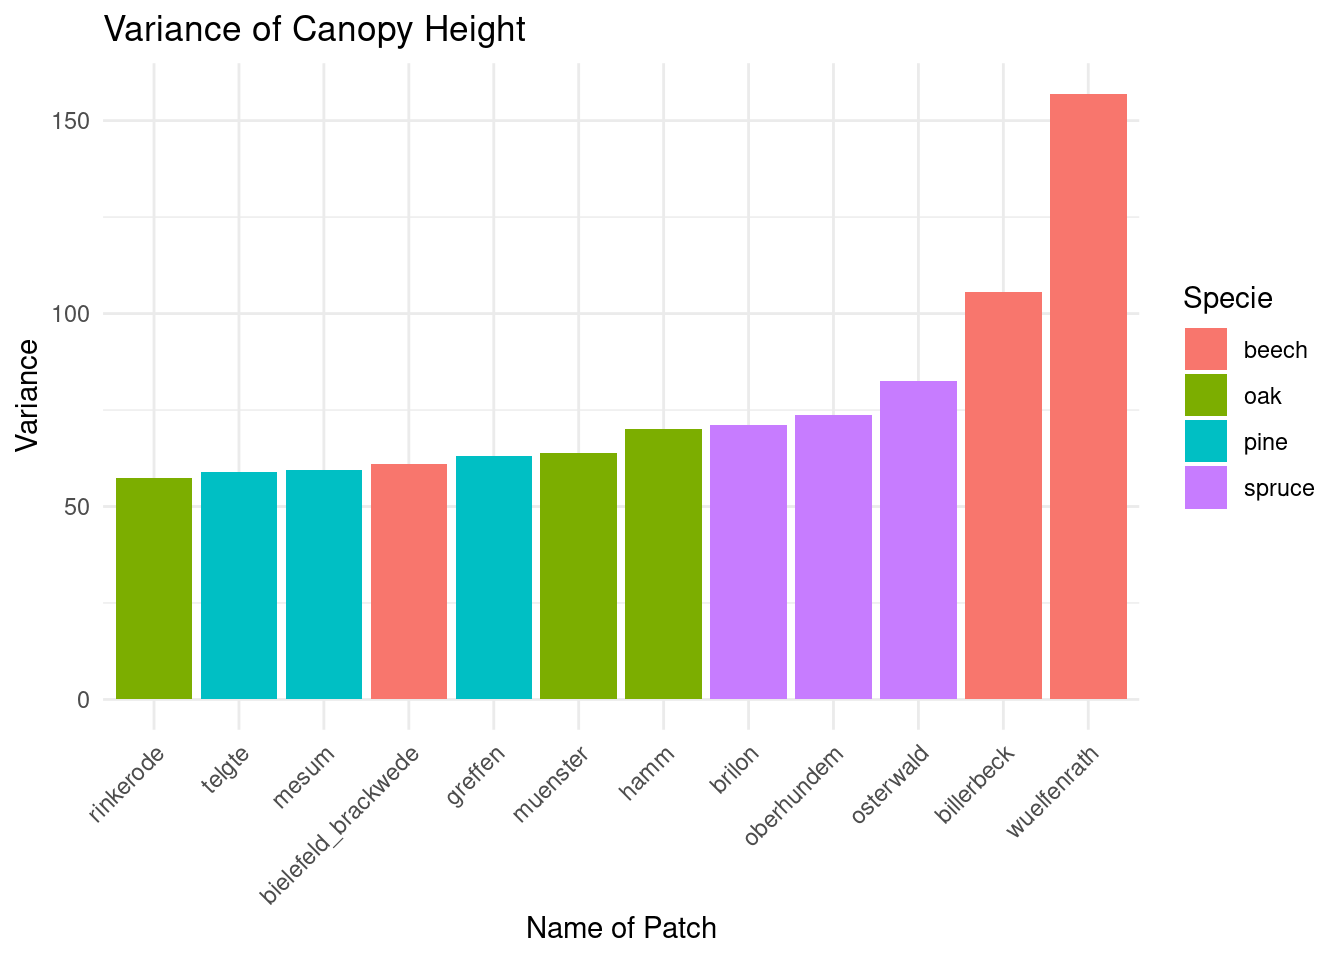 Variance of Canopy Height
Variance
150
100
50
0
rinkerode
telgte
mesum
bielefeld_brackwede
greffen
muenster
hamm
brilon
oberhundem
osterwald
billerbeck
wuelfenrath
Name of Patch
Specie
beech
oak
pine
spruce